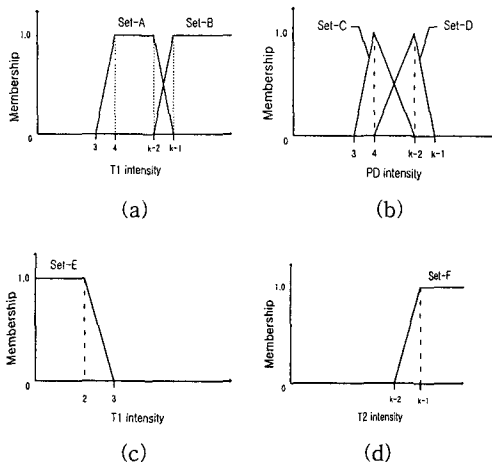 Set-A Set-B
1.0
Membership
0
3 4 k-2 k-1
T1 intensity
(a)
Set-C Set-D
1.0
Membership
0
3 4 k-2 k-1
PD intensity
(b)
Set-E
1.0
Membership
0
2 3
T1 intensity
(c)
Set-F
1.0
Membership
0
k-2 k-1
T2 intensity
(d)